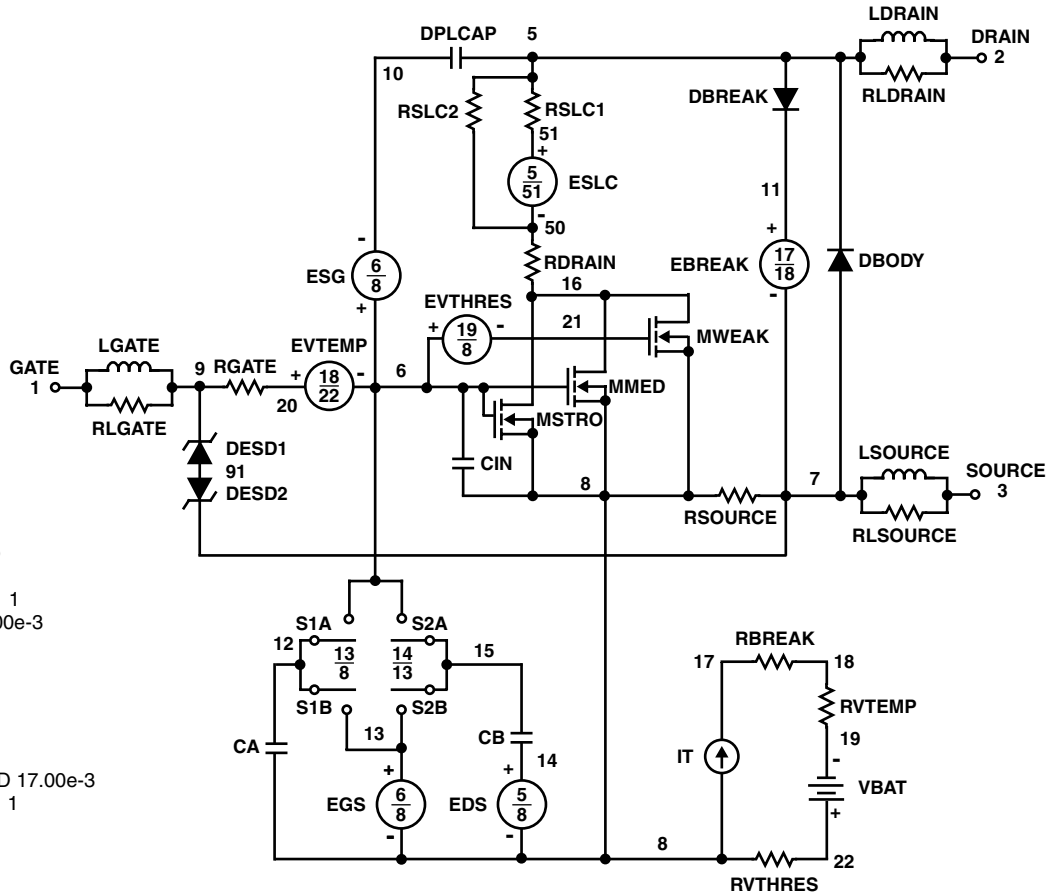 LDRAIN
DPLCAP 5 DRAIN
10 2
RLDRAIN
DBREAK
RSLC2 RSLC1
51
+
5
51
ESLC
11
-
50
+
-
RDRAIN
17
18
EBREAK DBODY
6
8
ESG
16
-
+
EVTHRES
+ 19
8 - 21
MWEAK
LGATE
EVTEMP
GATE 9 RGATE + 18
22 - 6
1 20
MMED
RLGATE
MSTRO
DESD1
91
DESD2
CIN
LSOURCE
8 7 SOURCE
3
RSOURCE
RLSOURCE
1
00e-3
S1A S2A
12 13
8 14
13 15
S1B S2B
13
RBREAK
17 18
RVTEMP
CA CB
14
19
IT
-
VBAT
+
D 17.00e-3
1
+ +
EGS 6
8 EDS 5
8
- -
8 22
RVTHRES